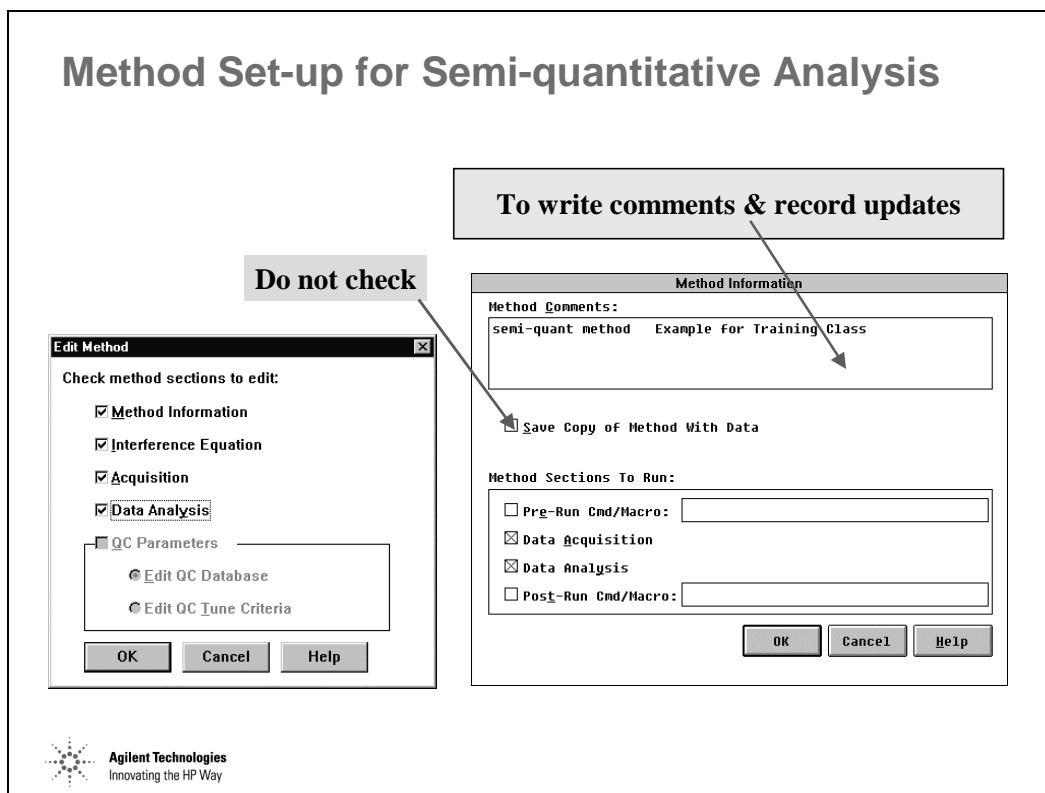 Method Set-up for Semi-quantitative Analysis
To write comments & record updates
Do not check
Edit Method
Check method sections to edit:
Method Information
Interference Equation
Acquisition
Data Analysis
QC Parameters
Edit QC Database
Edit QC Tune Criteria
OK Cancel Help
Method Information
Method Comments:
semi-quant method Example for Training Class
Save Copy of Method With Data
Method Sections To Run:
Pre-Run Cmd/Macro:
Data Acquisition
Data Analysis
Post-Run Cmd/Macro:
OK Cancel Help
Agilent Technologies
Innovating the HP Way